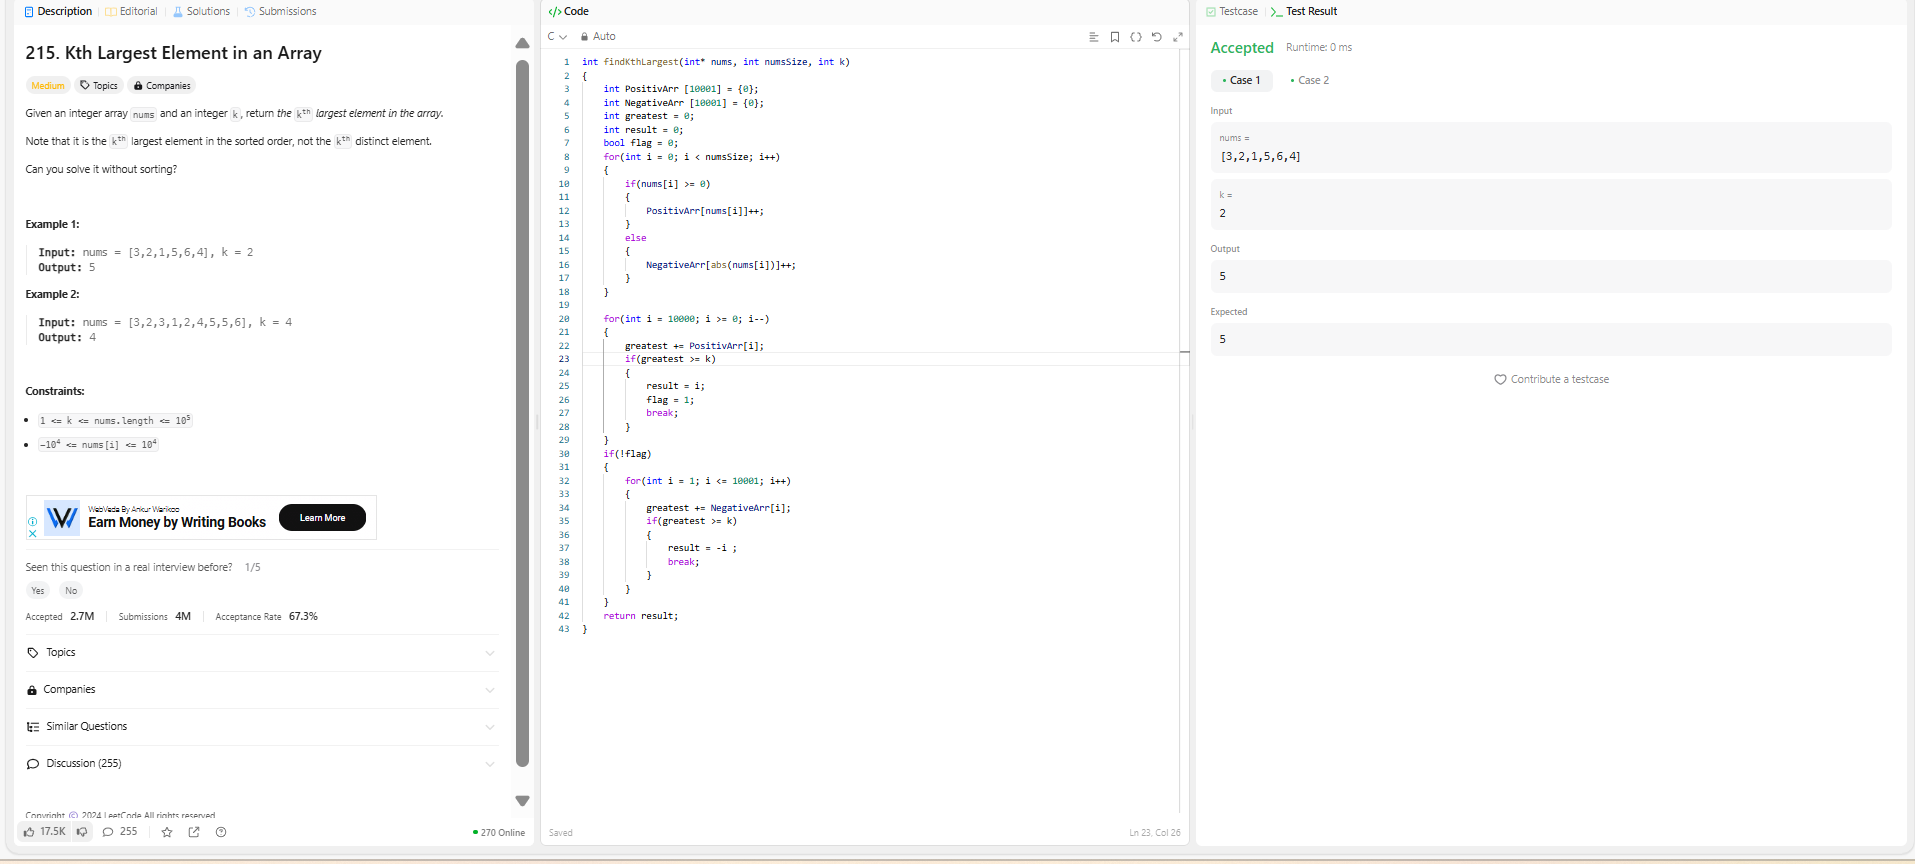 Description Editorial Solutions Submissions
215. Kth Largest Element in an Array
Medium Topics Companies
Given an integer array nums and an integer k, return the kth largest element in the array.
Note that it is the kth largest element in the sorted order, not the kth distinct element.
Can you solve it without sorting?
Example 1:
Input: nums = [3,2,1,5,6,4], k = 2
Output: 5
Example 2:
Input: nums = [3,2,3,1,2,4,5,5,6], k = 4
Output: 4
Constraints:
1 <= k <= nums.length <= 10⁵
-10⁴ <= nums[i] <= 10⁴
WebVeda By Ankur Warikoo
Earn Money by Writing Books
Learn More
Seen this question in a real interview before? 1/5
Yes No
Accepted 2.7M Submissions 4M Acceptance Rate 67.3%
Topics
Companies
Similar Questions
Discussion (255)
Copyright © 2024 LeetCode All rights reserved
17.5K 255 270 Online
</> Code
C Auto
1 int findKthLargest(int* nums, int numsSize, int k)
2 {
3 int PositivArr [10001] = {0};
4 int NegativeArr [10001] = {0};
5 int greatest = 0;
6 int result = 0;
7 bool flag = 0;
8 for(int i = 0; i < numsSize; i++)
9 {
10 if(nums[i] >= 0)
11 {
12 PositivArr[nums[i]]++;
13 }
14 else
15 {
16 NegativeArr[abs(nums[i])]++;
17 }
18 }
19
20 for(int i = 10000; i >= 0; i--)
21 {
22 greatest += PositivArr[i];
23 if(greatest >= k)
24 {
25 result = i;
26 flag = 1;
27 break;
28 }
29 }
30 if(!flag)
31 {
32 for(int i = 1; i <= 10001; i++)
33 {
34 greatest += NegativeArr[i];
35 if(greatest >= k)
36 {
37 result = -i ;
38 break;
39 }
40 }
41 }
42 return result;
43 }
Saved Ln 23, Col 26
Testcase >_ Test Result
Accepted Runtime: 0 ms
• Case 1 • Case 2
Input
nums =
[3,2,1,5,6,4]
k =
2
Output
5
Expected
5
Contribute a testcase